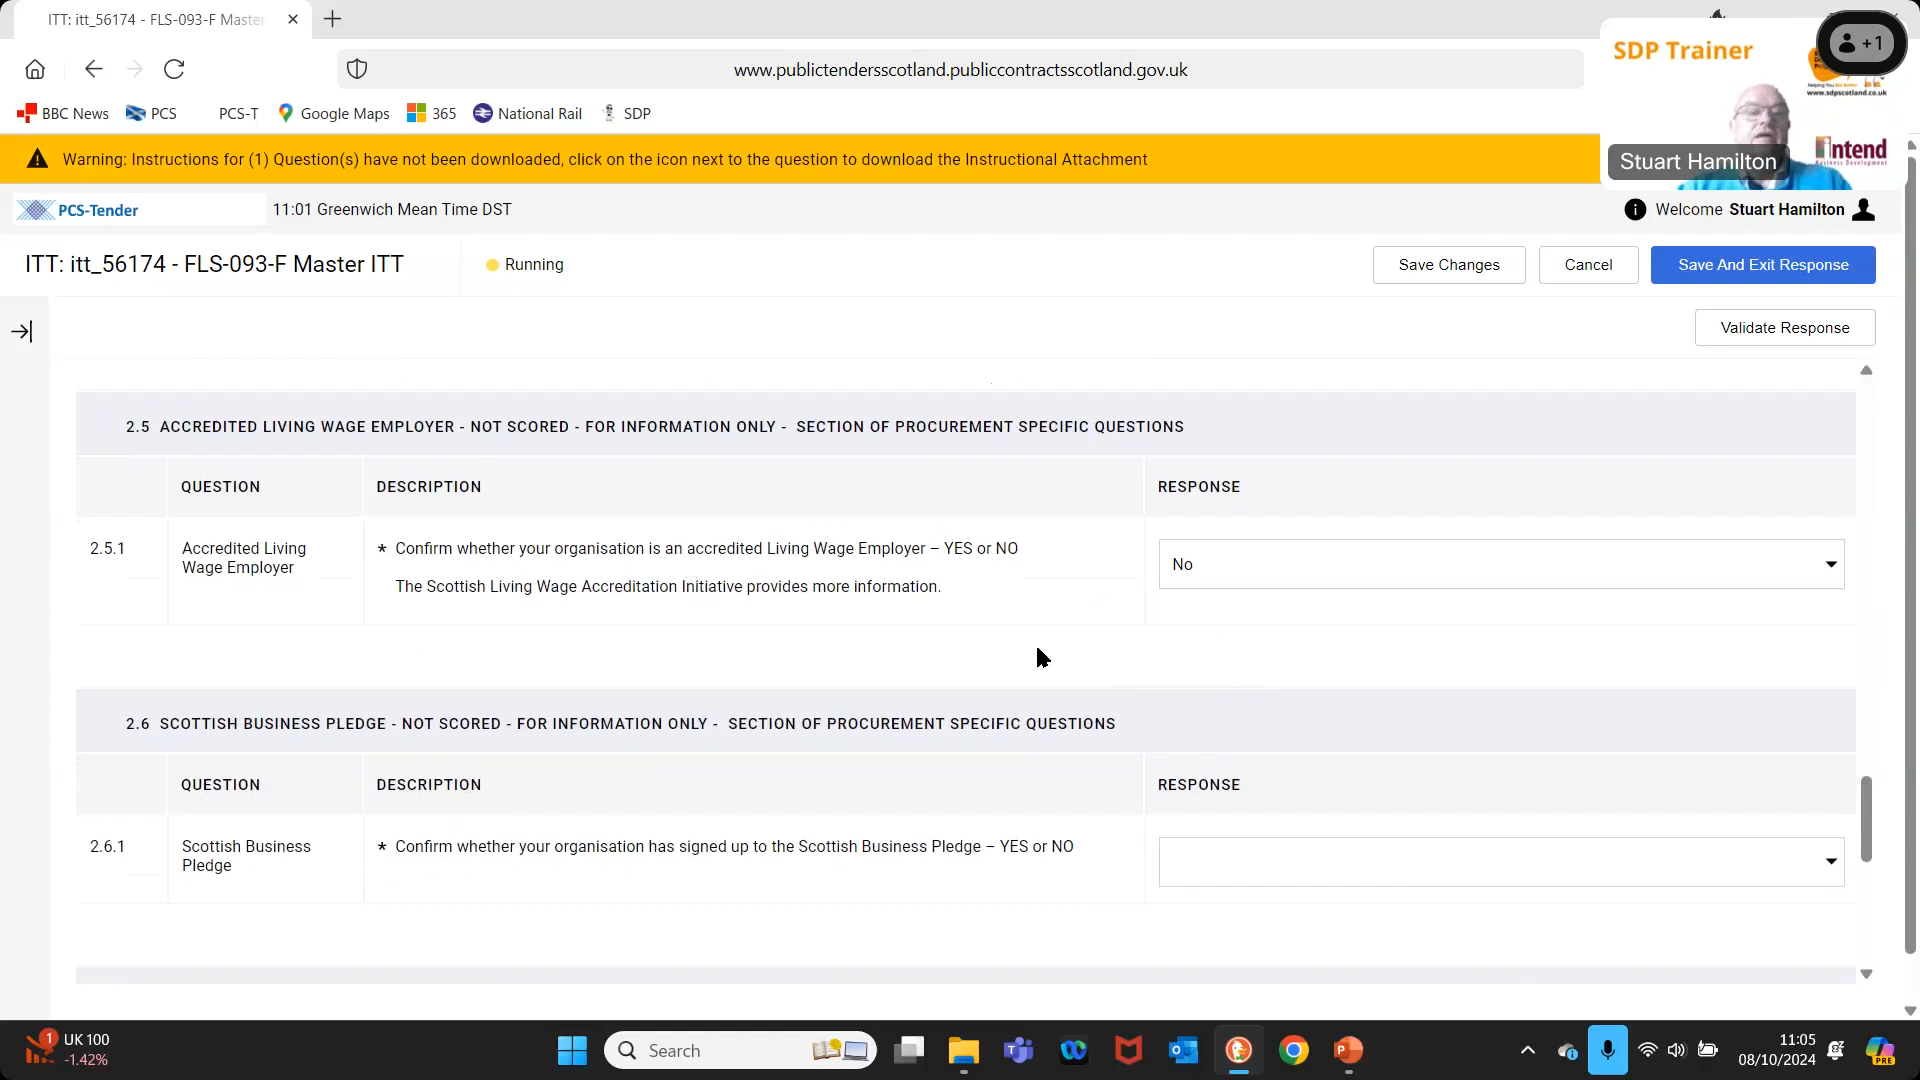 ITT: itt_56174 - FLS-093-F Master
SDP Trainer
+1
www.publictendersscotland.publiccontractsscotland.gov.uk
www.sdpscotland.co.uk
BBC News
PCS
PCS-T
Google Maps
365
National Rail
SDP
Warning: Instructions for (1) Question(s) have not been downloaded, click on the icon next to the question to download the Instructional Attachment
Stuart Hamilton
intend
Business Development
PCS-Tender
11:01 Greenwich Mean Time DST
Welcome Stuart Hamilton
ITT: itt_56174 - FLS-093-F Master ITT
Running
Save Changes
Cancel
Save And Exit Response
Validate Response
2.5 ACCREDITED LIVING WAGE EMPLOYER - NOT SCORED - FOR INFORMATION ONLY - SECTION OF PROCUREMENT SPECIFIC QUESTIONS
QUESTION
DESCRIPTION
RESPONSE
2.5.1
Accredited Living
Wage Employer
* Confirm whether your organisation is an accredited Living Wage Employer – YES or NO
The Scottish Living Wage Accreditation Initiative provides more information.
No
2.6 SCOTTISH BUSINESS PLEDGE - NOT SCORED - FOR INFORMATION ONLY - SECTION OF PROCUREMENT SPECIFIC QUESTIONS
QUESTION
DESCRIPTION
RESPONSE
2.6.1
Scottish Business
Pledge
* Confirm whether your organisation has signed up to the Scottish Business Pledge – YES or NO
1
UK 100
-1.42%
Search
11:05
08/10/2024
PRE